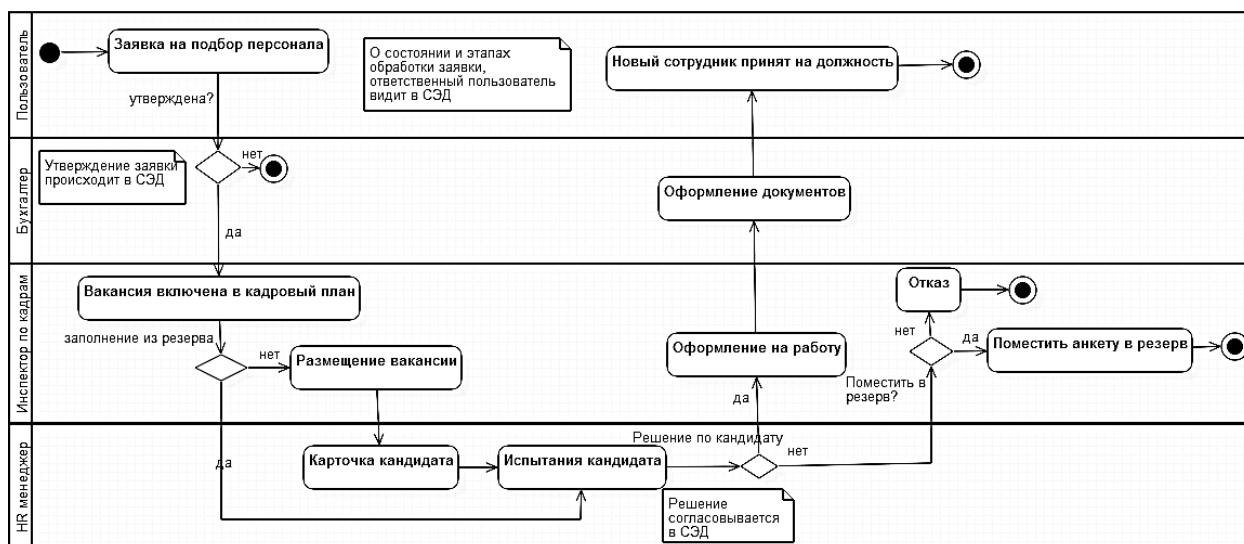 Пользователь
Заявка на подбор персонала
утверждена?
О состоянии и этапах
обработки заявки,
ответственный пользователь
видит в СЭД
Новый сотрудник принят на должность
Бухгалтер
Утверждение заявки
происходит в СЭД
нет
да
Оформление документов
Инспектор по кадрам
Вакансия включена в кадровый план
заполнение из резерва
нет
Размещение вакансии
Оформление на работу
да
Отказ
нет
да
Поместить анкету в резерв
Поместить в
резерв?
HR менеджер
да
Карточка кандидата
Испытания кандидата
Решение по кандидату
нет
Решение
согласовывается
в СЭД